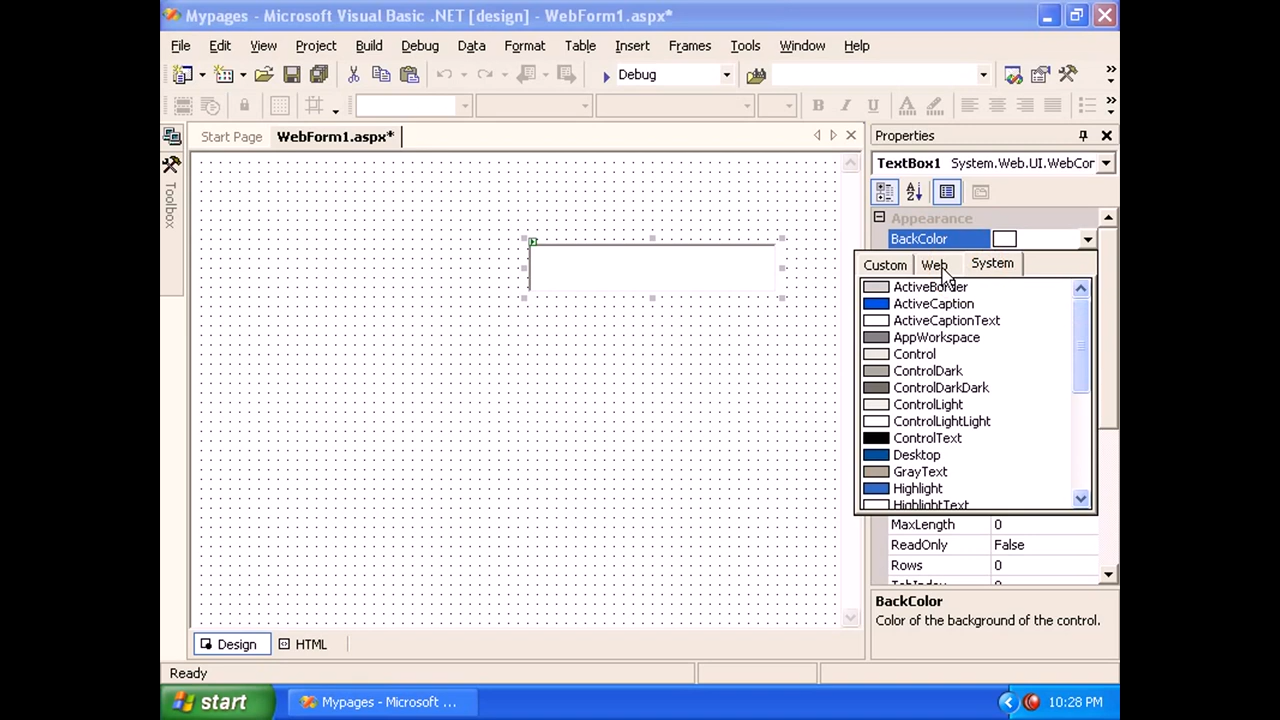 Mypages - Microsoft Visual Basic .NET [design] - WebForm1.aspx*
File Edit View Project Build Debug Data Format Table Insert Frames Tools Window Help
Debug
B I U A
Start Page WebForm1.aspx*
Toolbox
Properties
TextBox1 System.Web.UI.WebCor
Appearance
BackColor
Custom Web System
ActiveBorder
ActiveCaption
ActiveCaptionText
AppWorkspace
Control
ControlDark
ControlDarkDark
ControlLight
ControlLightLight
ControlText
Desktop
GrayText
Highlight
HighlightText
MaxLength 0
ReadOnly False
Rows 0
TabIndex 0
BackColor
Color of the background of the control.
Design HTML
Ready
start Mypages - Microsoft ... 10:28 PM